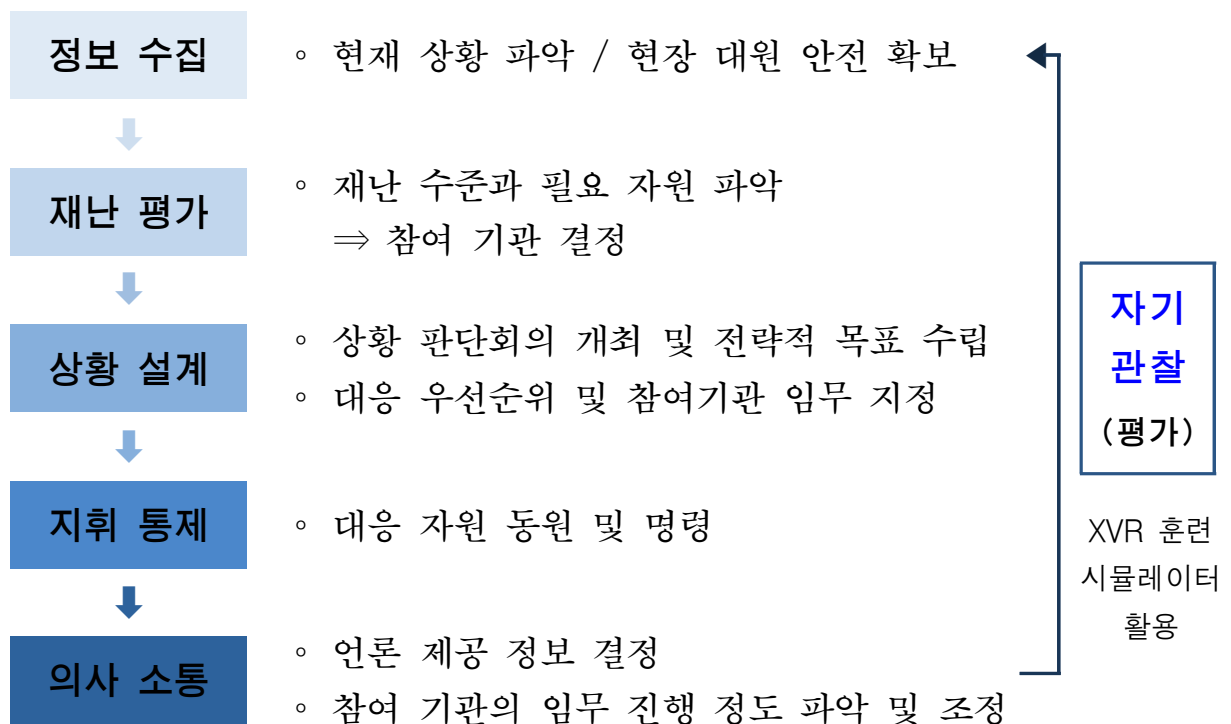 정보 수집
◦ 현재 상황 파악 / 현장 대원 안전 확보
재난 평가
◦ 재난 수준과 필요 자원 파악
⇒ 참여 기관 결정
상황 설계
◦ 상황 판단회의 개최 및 전략적 목표 수립
◦ 대응 우선순위 및 참여기관 임무 지정
지휘 통제
◦ 대응 자원 동원 및 명령
의사 소통
◦ 언론 제공 정보 결정
◦ 참여 기관의 임무 진행 정도 파악 및 조정
자기
관찰
(평가)
XVR 훈련
시뮬레이터
활용